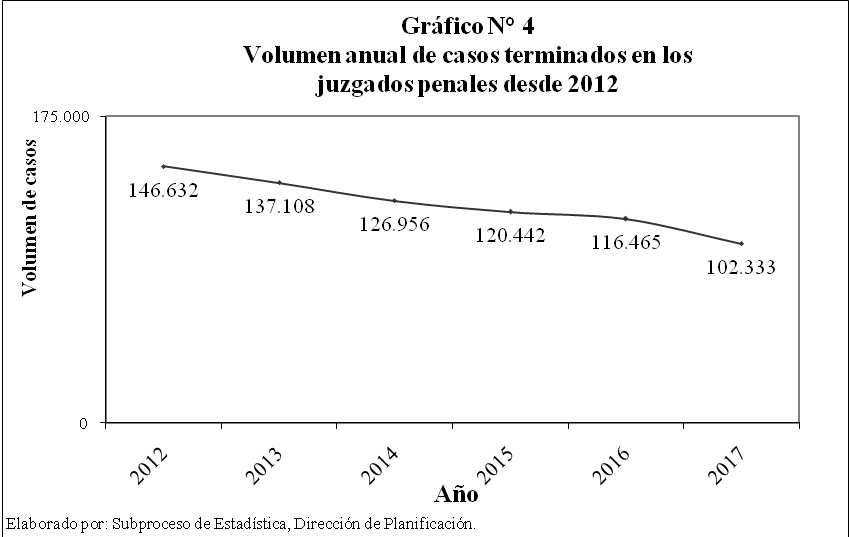 Gráfico N° 4
Volumen anual de casos terminados en los
juzgados penales desde 2012
175.000
Volumen de casos
146.632
137.108
126.956
120.442
116.465
102.333
0
2012
2013
2014
2015
2016
2017
Año
Elaborado por: Subproceso de Estadística, Dirección de Planificación.